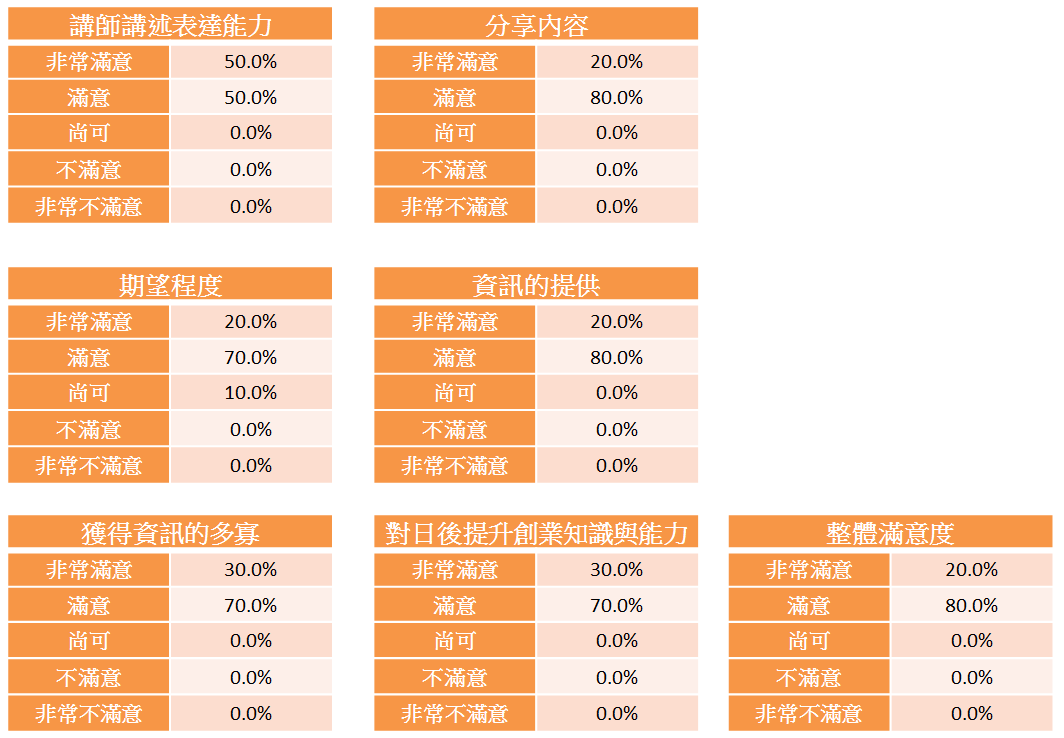 講師講述表達能力
非常滿意 50.0%
滿意 50.0%
尚可 0.0%
不滿意 0.0%
非常不滿意 0.0%
分享內容
非常滿意 20.0%
滿意 80.0%
尚可 0.0%
不滿意 0.0%
非常不滿意 0.0%
期望程度
非常滿意 20.0%
滿意 70.0%
尚可 10.0%
不滿意 0.0%
非常不滿意 0.0%
資訊的提供
非常滿意 20.0%
滿意 80.0%
尚可 0.0%
不滿意 0.0%
非常不滿意 0.0%
獲得資訊的多寡
非常滿意 30.0%
滿意 70.0%
尚可 0.0%
不滿意 0.0%
非常不滿意 0.0%
對日後提升創業知識與能力
非常滿意 30.0%
滿意 70.0%
尚可 0.0%
不滿意 0.0%
非常不滿意 0.0%
整體滿意度
非常滿意 20.0%
滿意 80.0%
尚可 0.0%
不滿意 0.0%
非常不滿意 0.0%